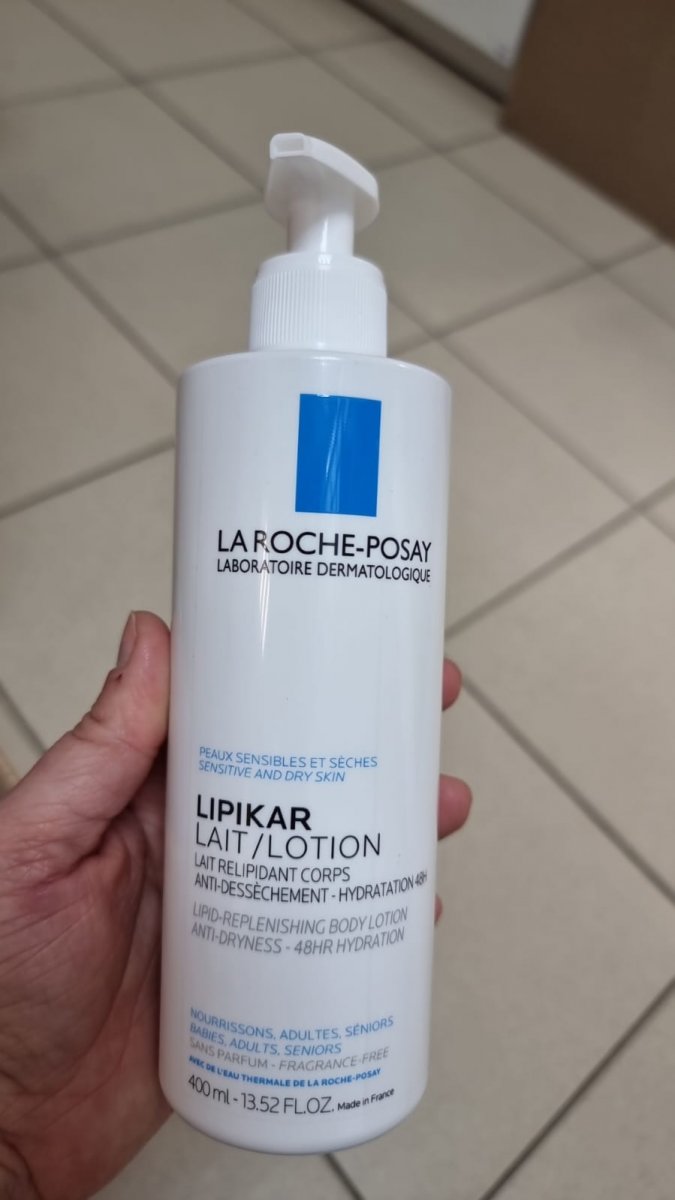 LA ROCHE-POSAY
LABORATOIRE DERMATOLOGIQUE
PEAUX SENSIBLES ET SÈCHES
SENSITIVE AND DRY SKIN
LIPIKAR
LAIT/LOTION
LAIT RELIPIDANT CORPS
ANTI-DESSÈCHEMENT - HYDRATATION 48H
LIPID-REPLENISHING BODY LOTION
ANTI-DRYNESS - 48HR HYDRATION
NOURRISSONS, ADULTES, SÉNIORS
BABIES, ADULTS, SENIORS
SANS PARFUM - FRAGRANCE-FREE
AVEC DE L'EAU THERMALE DE LA ROCHE-POSAY
400 ml - 13.52 FL.OZ. Made in France